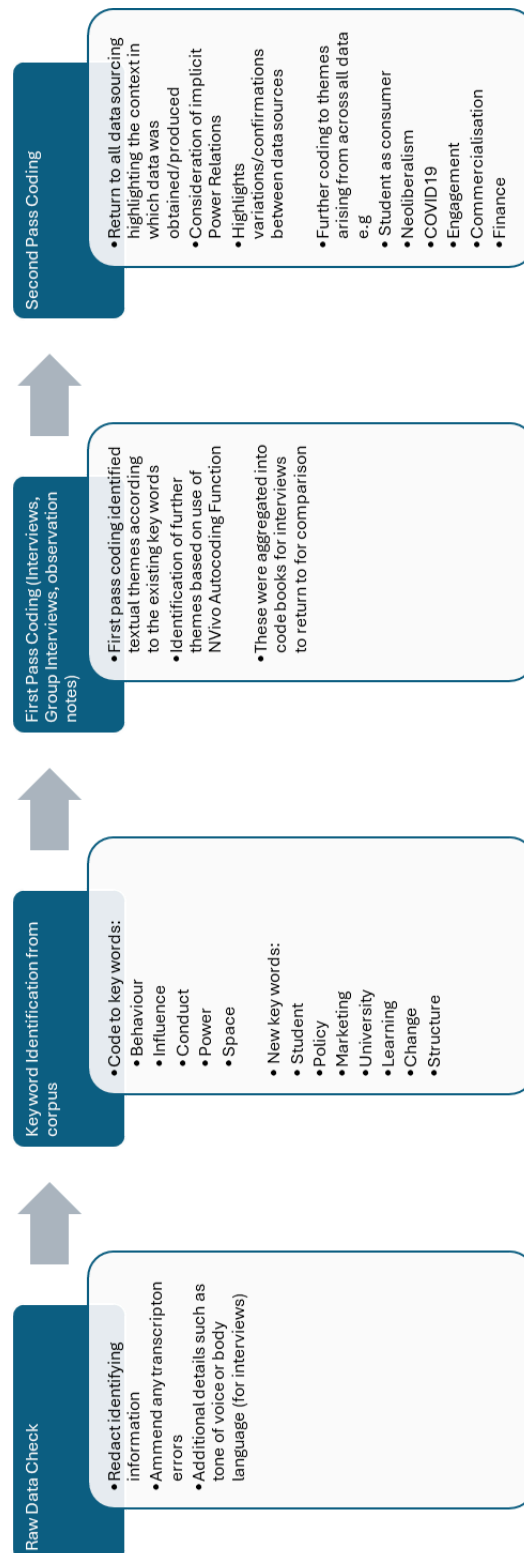 Raw Data Check
•Redact identifying
information
•Ammend any transcripton
errors
•Additional details such as
tone of voice or body
language (for interviews)
Key word Identification from
corpus
•Code to key words:
•Behaviour
•Influence
•Conduct
•Power
•Space
• New key words:
•Student
•Policy
•Marketing
•University
•Learning
•Change
•Structure
First Pass Coding (Interviews,
Group Interviews, observation
notes)
•First pass coding identified
textual themes according
to the existing key words
•Identification of further
themes based on use of
NVivo Autocoding Function
•These were aggregated into
code books for interviews
to return to for comparison
Second Pass Coding
•Return to all data sourcing
highlighting the context in
which data was
obtained/produced
•Consideration of implicit
Power Relations
•Highlights
variations/confirmations
between data sources
•Further coding to themes
arising from across all data
e.g
• Student as consumer
•Neoliberalism
•COVID19
•Engagement
•Commercialisation
•Finance